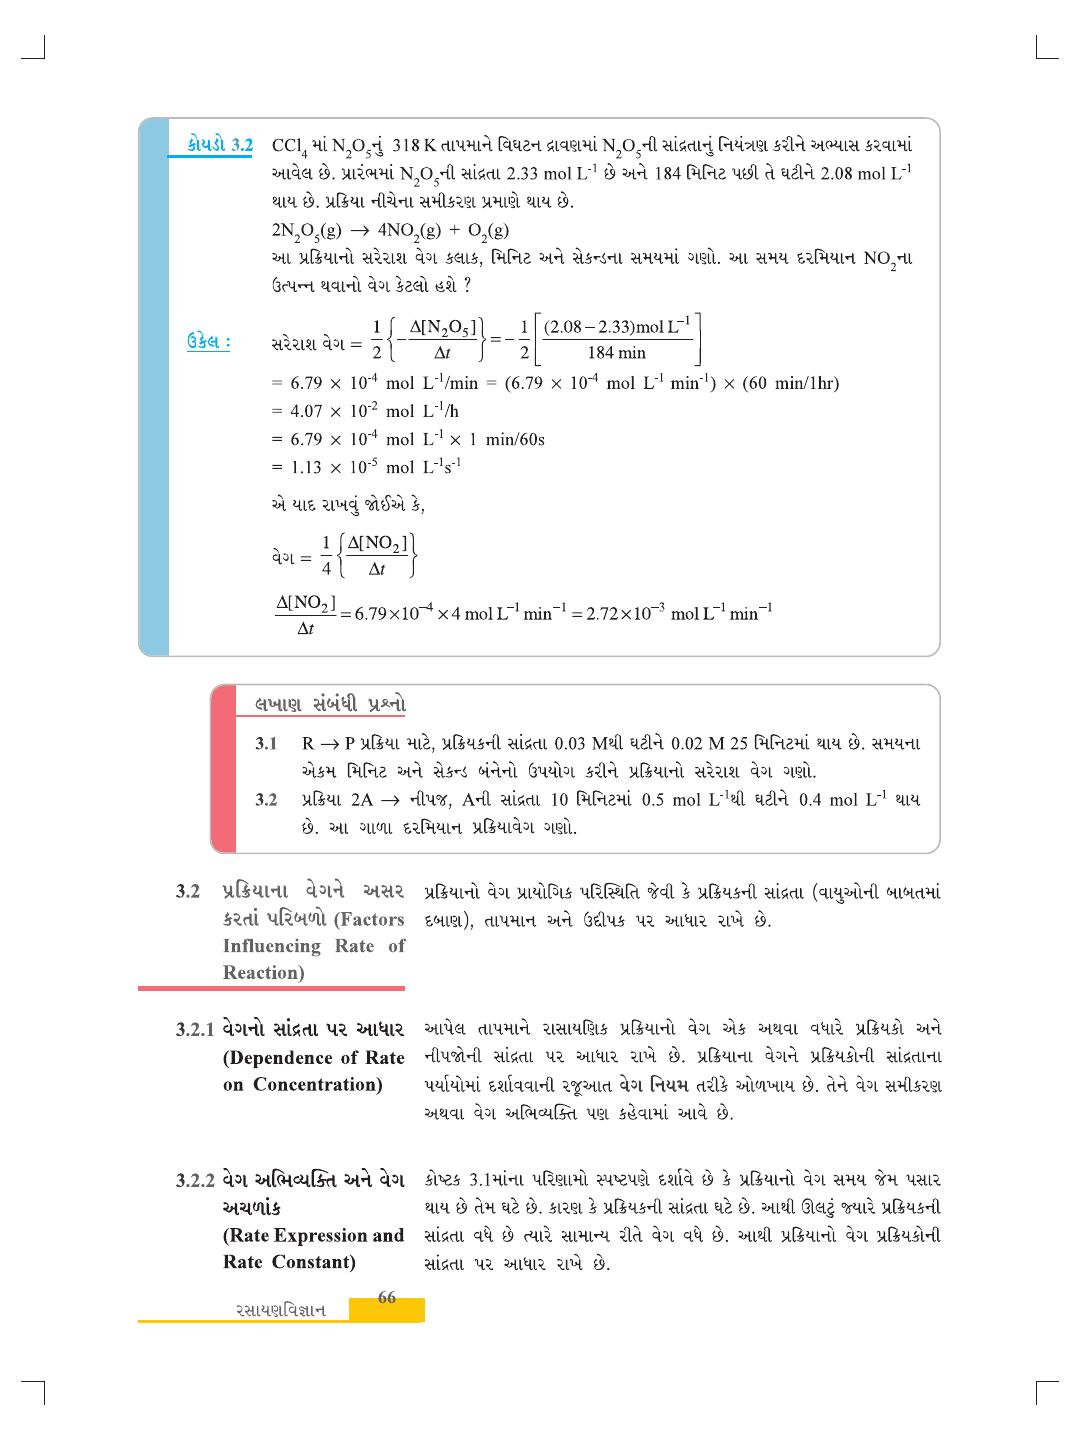 કોયડો 3.2 CCl4 માં N2O5નું 318 K તાપમાને વિઘટન દ્રાવણમાં N2O5ની સાંદ્રતાનું નિયંત્રણ કરીને અભ્યાસ કરવામાં
આવેલ છે. પ્રારંભમાં N2O5ની સાંદ્રતા 2.33 mol L⁻¹ છે અને 184 મિનિટ પછી તે ઘટીને 2.08 mol L⁻¹
થાય છે. પ્રક્રિયા નીચેના સમીકરણ પ્રમાણે થાય છે.
2N2O5(g) → 4NO2(g) + O2(g)
આ પ્રક્રિયાનો સરેરાશ વેગ કલાક, મિનિટ અને સેકન્ડના સમયમાં ગણો. આ સમય દરમિયાન NO2ના
ઉત્પન્ન થવાનો વેગ કેટલો હશે ?
ઉકેલ : સરેરાશ વેગ = 1/2 {−Δ[N2O5]/Δt} = −1/2 [(2.08 − 2.33)mol L⁻¹ / 184 min]
= 6.79 × 10⁻⁴ mol L⁻¹/min = (6.79 × 10⁻⁴ mol L⁻¹ min⁻¹) × (60 min/1hr)
= 4.07 × 10⁻² mol L⁻¹/h
= 6.79 × 10⁻⁴ mol L⁻¹ × 1 min/60s
= 1.13 × 10⁻⁵ mol L⁻¹s⁻¹
એ યાદ રાખવું જોઈએ કે,
વેગ = 1/4 {Δ[NO2]/Δt}
Δ[NO2]/Δt = 6.79×10⁻⁴ × 4 mol L⁻¹ min⁻¹ = 2.72×10⁻³ mol L⁻¹ min⁻¹
લખાણ સંબંધી પ્રશ્નો
3.1 R → P પ્રક્રિયા માટે, પ્રક્રિયકની સાંદ્રતા 0.03 Mથી ઘટીને 0.02 M 25 મિનિટમાં થાય છે. સમયના
એકમ મિનિટ અને સેકન્ડ બંનેનો ઉપયોગ કરીને પ્રક્રિયાનો સરેરાશ વેગ ગણો.
3.2 પ્રક્રિયા 2A → નીપજ, Aની સાંદ્રતા 10 મિનિટમાં 0.5 mol L⁻¹થી ઘટીને 0.4 mol L⁻¹ થાય
છે. આ ગાળા દરમિયાન પ્રક્રિયાવેગ ગણો.
3.2 પ્રક્રિયાના વેગને અસર
કરતાં પરિબળો (Factors
Influencing Rate of
Reaction)
પ્રક્રિયાનો વેગ પ્રાયોગિક પરિસ્થિતિ જેવી કે પ્રક્રિયકની સાંદ્રતા (વાયુઓની બાબતમાં
દબાણ), તાપમાન અને ઉદ્દીપક પર આધાર રાખે છે.
3.2.1 વેગનો સાંદ્રતા પર આધાર
(Dependence of Rate
on Concentration)
આપેલ તાપમાને રાસાયણિક પ્રક્રિયાનો વેગ એક અથવા વધારે પ્રક્રિયકો અને
નીપજોની સાંદ્રતા પર આધાર રાખે છે. પ્રક્રિયાના વેગને પ્રક્રિયકોની સાંદ્રતાના
પર્યાયોમાં દર્શાવવાની રજૂઆત વેગ નિયમ તરીકે ઓળખાય છે. તેને વેગ સમીકરણ
અથવા વેગ અભિવ્યક્તિ પણ કહેવામાં આવે છે.
3.2.2 વેગ અભિવ્યક્તિ અને વેગ
અચળાંક
(Rate Expression and
Rate Constant)
કોષ્ટક 3.1માંના પરિણામો સ્પષ્ટપણે દર્શાવે છે કે પ્રક્રિયાનો વેગ સમય જેમ પસાર
થાય છે તેમ ઘટે છે. કારણ કે પ્રક્રિયકની સાંદ્રતા ઘટે છે. આથી ઊલટું જ્યારે પ્રક્રિયકની
સાંદ્રતા વધે છે ત્યારે સામાન્ય રીતે વેગ વધે છે. આથી પ્રક્રિયાનો વેગ પ્રક્રિયકોની
સાંદ્રતા પર આધાર રાખે છે.
રસાયણવિજ્ઞાન 66